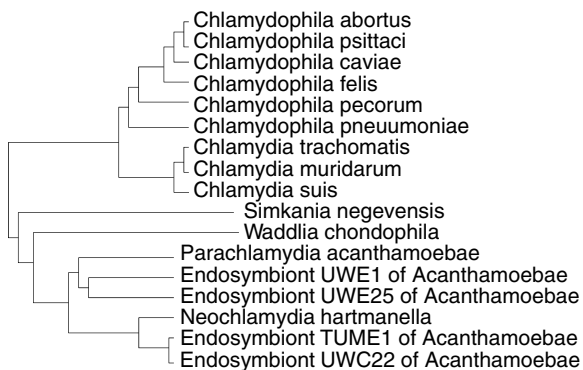 Chlamydophila abortus
Chlamydophila psittaci
Chlamydophila caviae
Chlamydophila felis
Chlamydophila pecorum
Chlamydophila pneuumoniae
Chlamydia trachomatis
Chlamydia muridarum
Chlamydia suis
Simkania negevensis
Waddlia chondophila
Parachlamydia acanthamoebae
Endosymbiont UWE1 of Acanthamoebae
Endosymbiont UWE25 of Acanthamoebae
Neochlamydia hartmanella
Endosymbiont TUME1 of Acanthamoebae
Endosymbiont UWC22 of Acanthamoebae